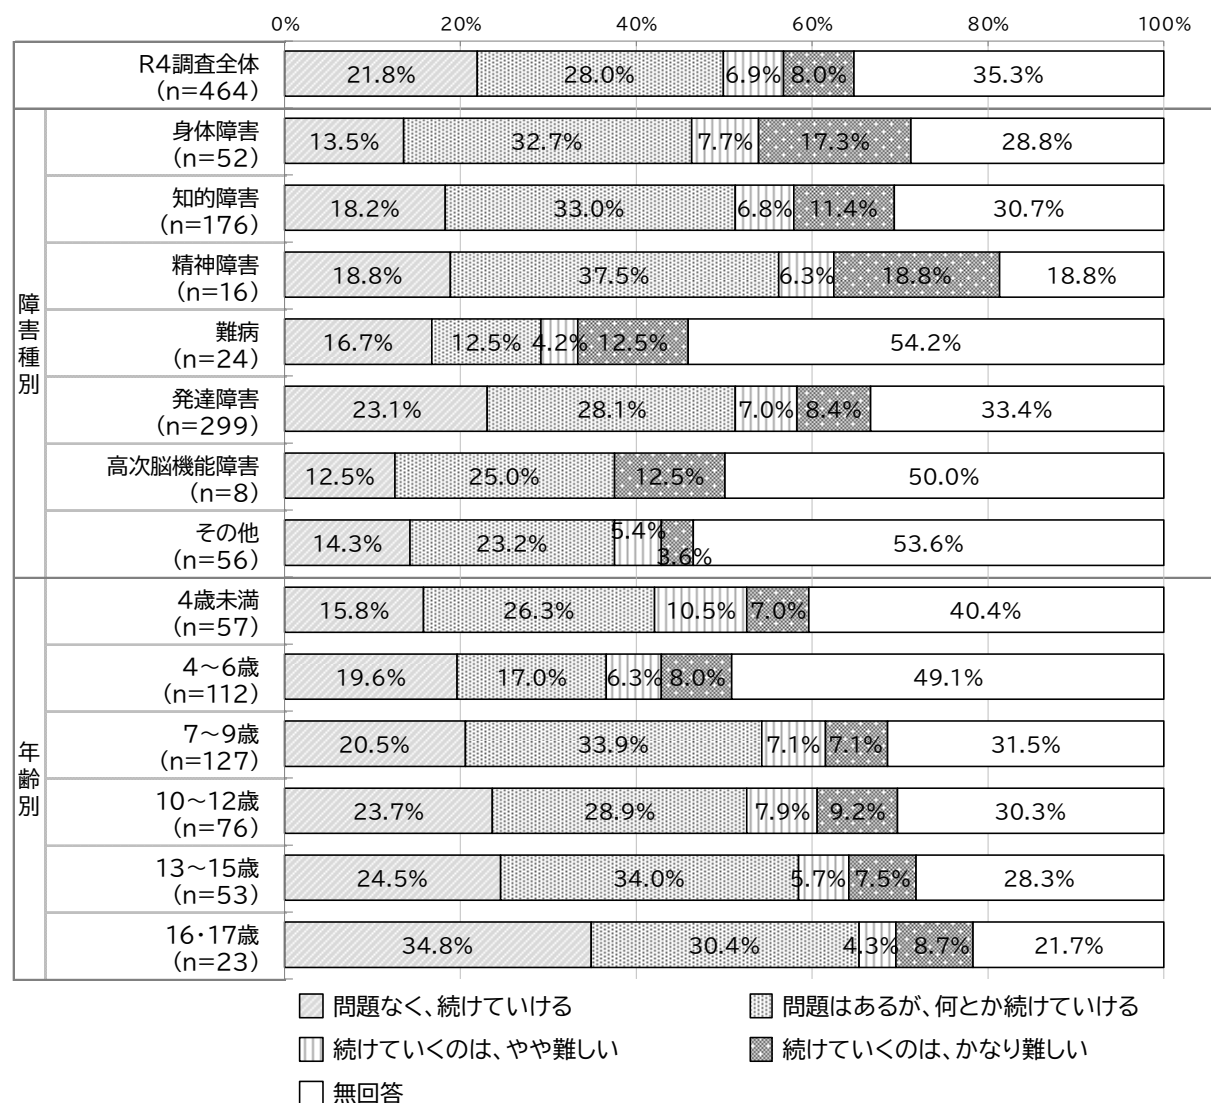 0% 20% 40% 60% 80% 100%
R4調査全体
(n=464)
21.8% 28.0% 6.9% 8.0% 35.3%
障害種別
身体障害
(n=52)
13.5% 32.7% 7.7% 17.3% 28.8%
知的障害
(n=176)
18.2% 33.0% 6.8% 11.4% 30.7%
精神障害
(n=16)
18.8% 37.5% 6.3% 18.8% 18.8%
難病
(n=24)
16.7% 12.5% 4.2% 12.5% 54.2%
発達障害
(n=299)
23.1% 28.1% 7.0% 8.4% 33.4%
高次脳機能障害
(n=8)
12.5% 25.0% 12.5% 50.0%
その他
(n=56)
14.3% 23.2% 5.4% 3.6% 53.6%
年齢別
4歳未満
(n=57)
15.8% 26.3% 10.5% 7.0% 40.4%
4~6歳
(n=112)
19.6% 17.0% 6.3% 8.0% 49.1%
7~9歳
(n=127)
20.5% 33.9% 7.1% 7.1% 31.5%
10~12歳
(n=76)
23.7% 28.9% 7.9% 9.2% 30.3%
13~15歳
(n=53)
24.5% 34.0% 5.7% 7.5% 28.3%
16・17歳
(n=23)
34.8% 30.4% 4.3% 8.7% 21.7%
問題なく、続けていける 問題はあるが、何とか続けていける
続けていくのは、やや難しい 続けていくのは、かなり難しい
無回答